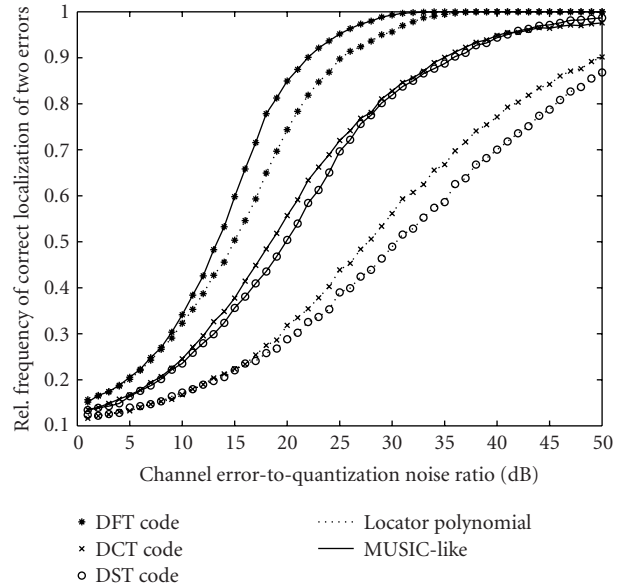 Rel. frequency of correct localization of two errors
1
0.9
0.8
0.7
0.6
0.5
0.4
0.3
0.2
0.1
0 5 10 15 20 25 30 35 40 45 50
Channel error-to-quantization noise ratio (dB)
DFT code
DCT code
DST code
Locator polynomial
MUSIC-like